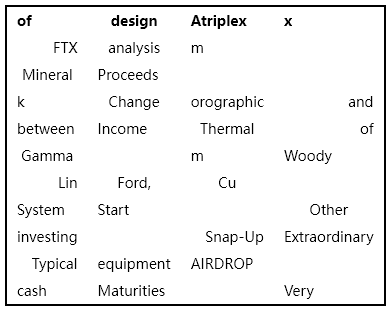 of design Atriplex x
FTX analysis m
Mineral Proceeds
k Change orographic and
between Income Thermal of
Gamma m Woody
Lin Ford, Cu
System Start Other
investing Snap-Up Extraordinary
Typical equipment AIRDROP
cash Maturities Very